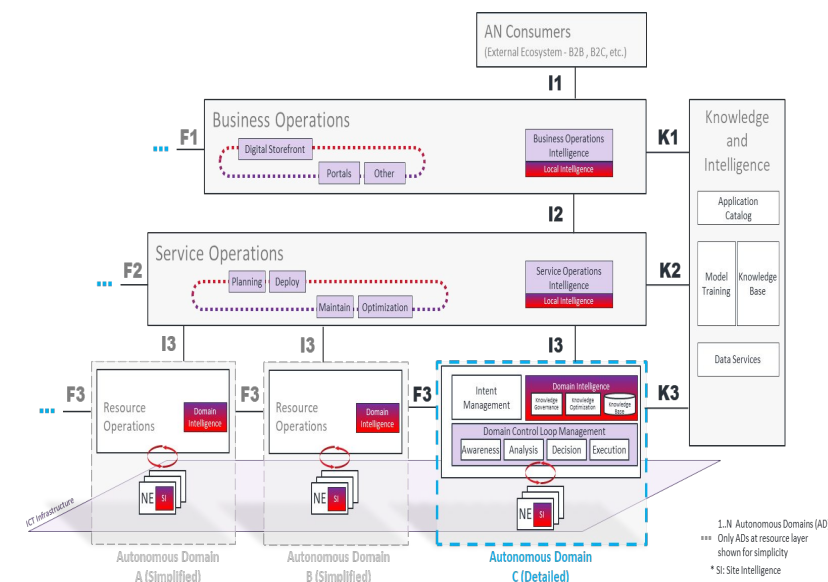 AN Consumers
(External Ecosystem - B2B , B2C, etc.)
I1
Business Operations
F1
Digital Storefront
Portals
Other
Business Operations
Intelligence
Local Intelligence
K1
Knowledge
and
Intelligence
Application
Catalog
Model
Training
Knowledge
Base
Data Services
I2
Service Operations
F2
Planning
Deploy
Maintain
Optimization
Service Operations
Intelligence
Local Intelligence
K2
I3
I3
I3
F3
Resource
Operations
Domain
Intelligence
F3
Resource
Operations
Domain
Intelligence
F3
Intent
Management
Domain Intelligence
Knowledge
Governance
Knowledge
Optimization
Knowledge
Base
Domain Control Loop Management
Awareness
Analysis
Decision
Execution
K3
ICT Infrastructure
NE
SI
NE
SI
NE
SI
Autonomous Domain
A (Simplified)
Autonomous Domain
B (Simplified)
Autonomous Domain
C (Detailed)
1..N Autonomous Domains (AD
Only ADs at resource layer
shown for simplicity
* SI: Site Intelligence